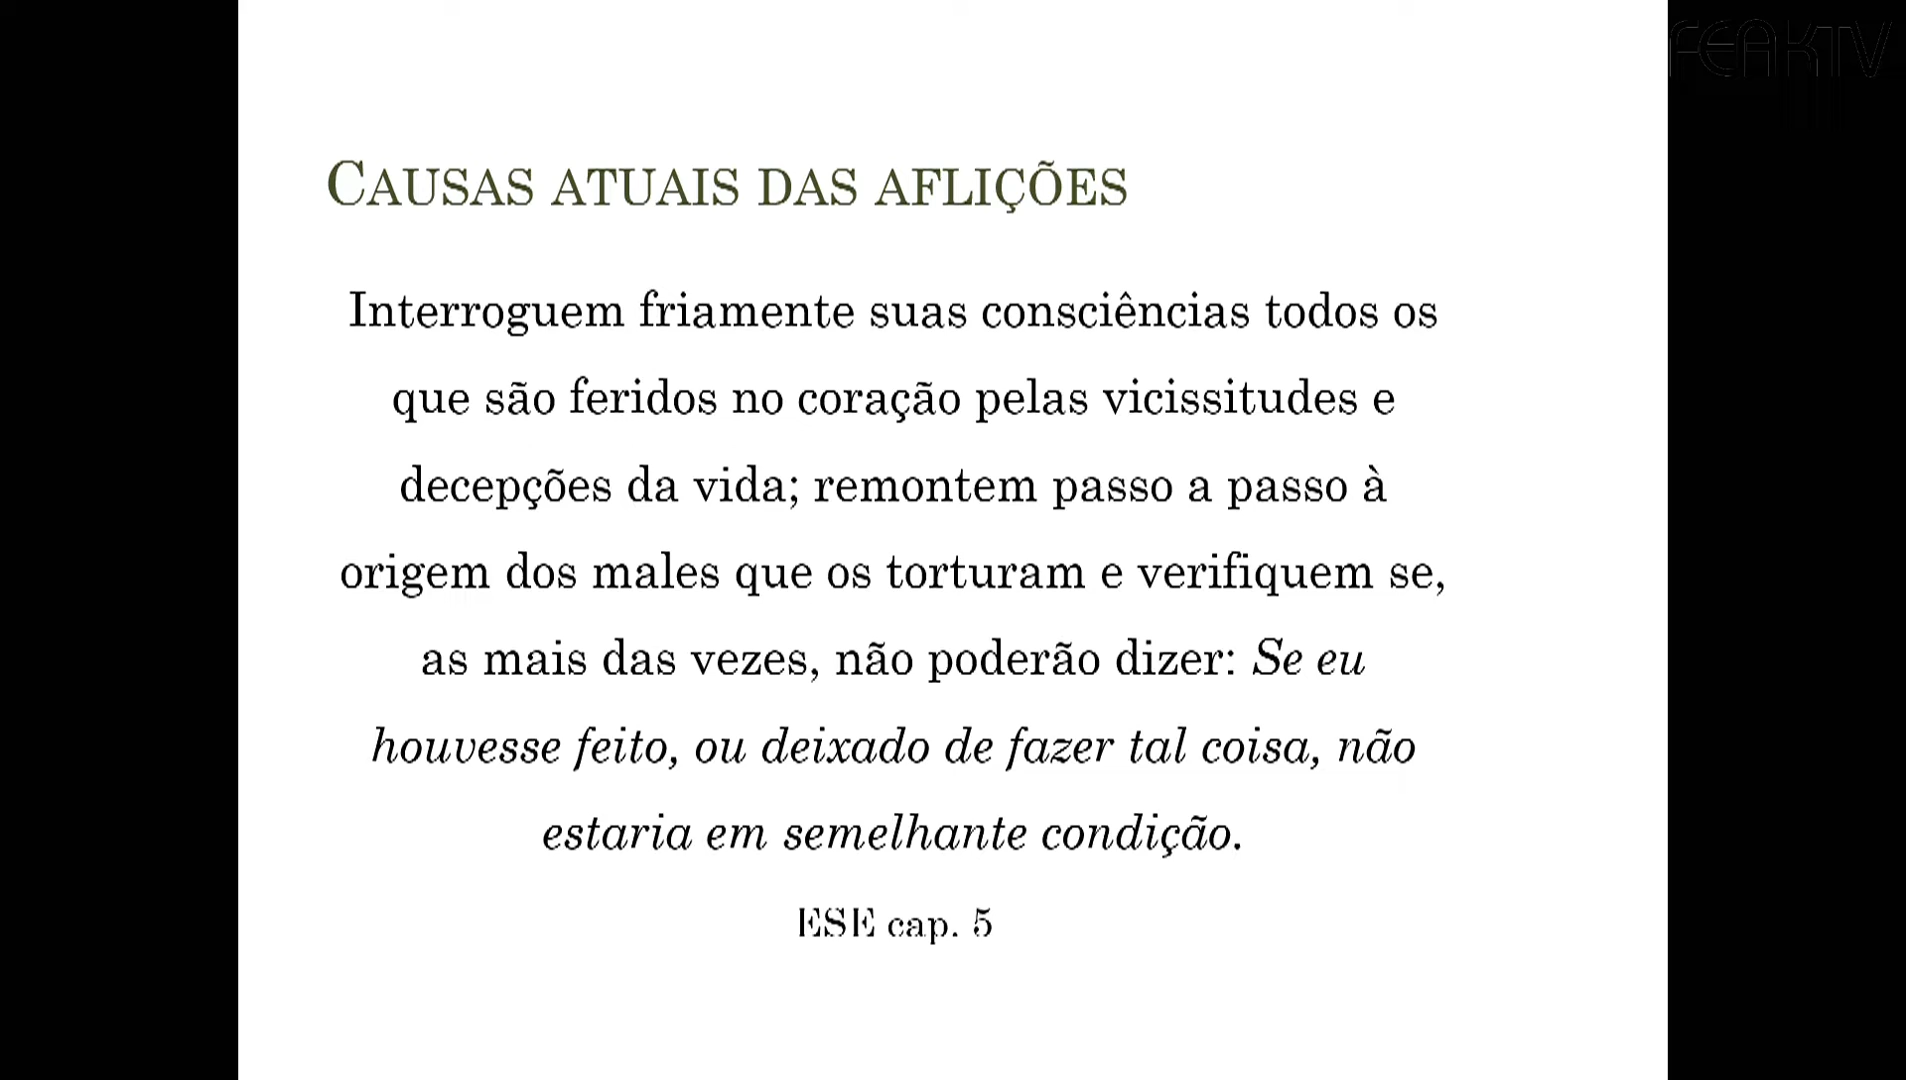 FEAKTV
CAUSAS ATUAIS DAS AFLIÇÕES
Interroguem friamente suas consciências todos os
que são feridos no coração pelas vicissitudes e
decepções da vida; remontem passo a passo à
origem dos males que os torturam e verifiquem se,
as mais das vezes, não poderão dizer: Se eu
houvesse feito, ou deixado de fazer tal coisa, não
estaria em semelhante condição.
ESE cap. 5